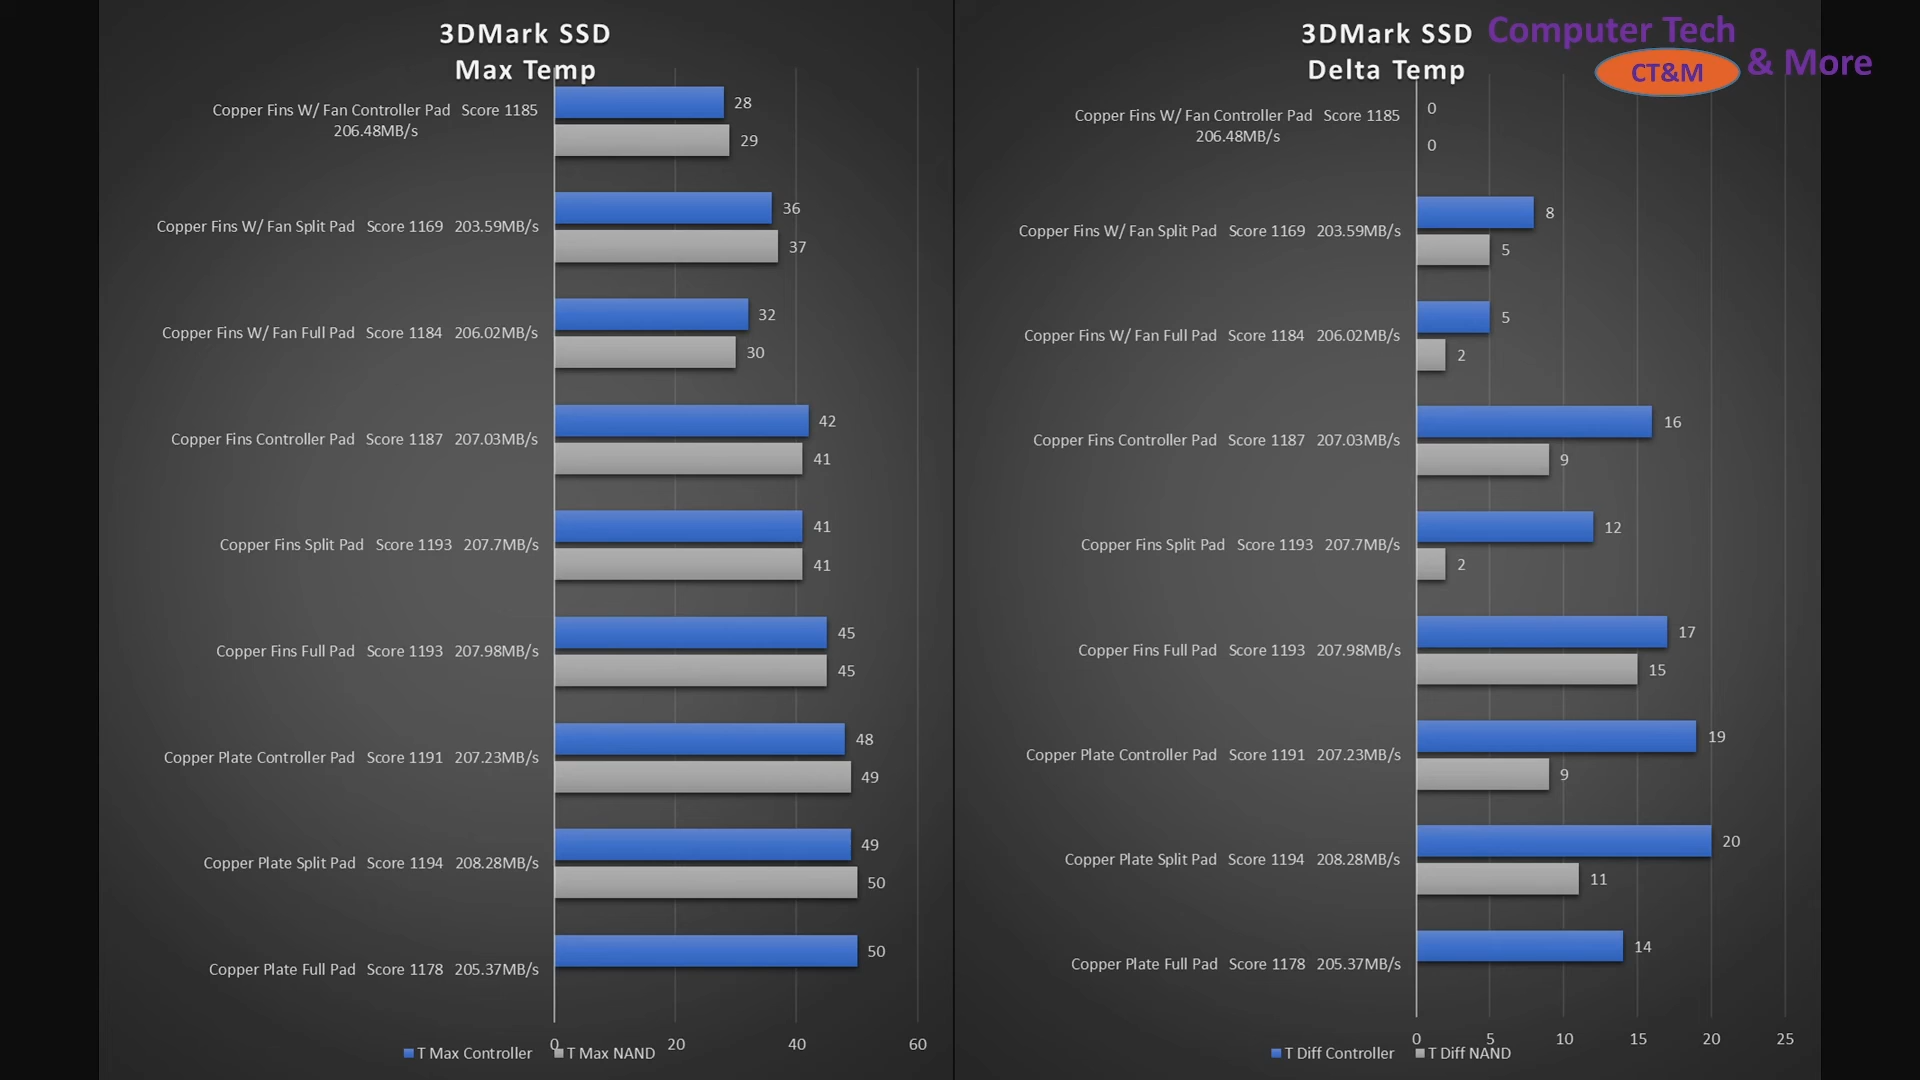 3DMark SSD
Max Temp
Copper Fins W/ Fan Controller Pad Score 1185
206.48MB/s
28
29
Copper Fins W/ Fan Split Pad Score 1169 203.59MB/s
36
37
Copper Fins W/ Fan Full Pad Score 1184 206.02MB/s
32
30
Copper Fins Controller Pad Score 1187 207.03MB/s
42
41
Copper Fins Split Pad Score 1193 207.7MB/s
41
41
Copper Fins Full Pad Score 1193 207.98MB/s
45
45
Copper Plate Controller Pad Score 1191 207.23MB/s
48
49
Copper Plate Split Pad Score 1194 208.28MB/s
49
50
Copper Plate Full Pad Score 1178 205.37MB/s
50
0 20 40 60
T Max Controller T Max NAND
3DMark SSD
Delta Temp
Computer Tech
CT&M
& More
Copper Fins W/ Fan Controller Pad Score 1185
206.48MB/s
0
0
Copper Fins W/ Fan Split Pad Score 1169 203.59MB/s
8
5
Copper Fins W/ Fan Full Pad Score 1184 206.02MB/s
5
2
Copper Fins Controller Pad Score 1187 207.03MB/s
16
9
Copper Fins Split Pad Score 1193 207.7MB/s
12
2
Copper Fins Full Pad Score 1193 207.98MB/s
17
15
Copper Plate Controller Pad Score 1191 207.23MB/s
19
9
Copper Plate Split Pad Score 1194 208.28MB/s
20
11
Copper Plate Full Pad Score 1178 205.37MB/s
14
0 5 10 15 20 25
T Diff Controller T Diff NAND